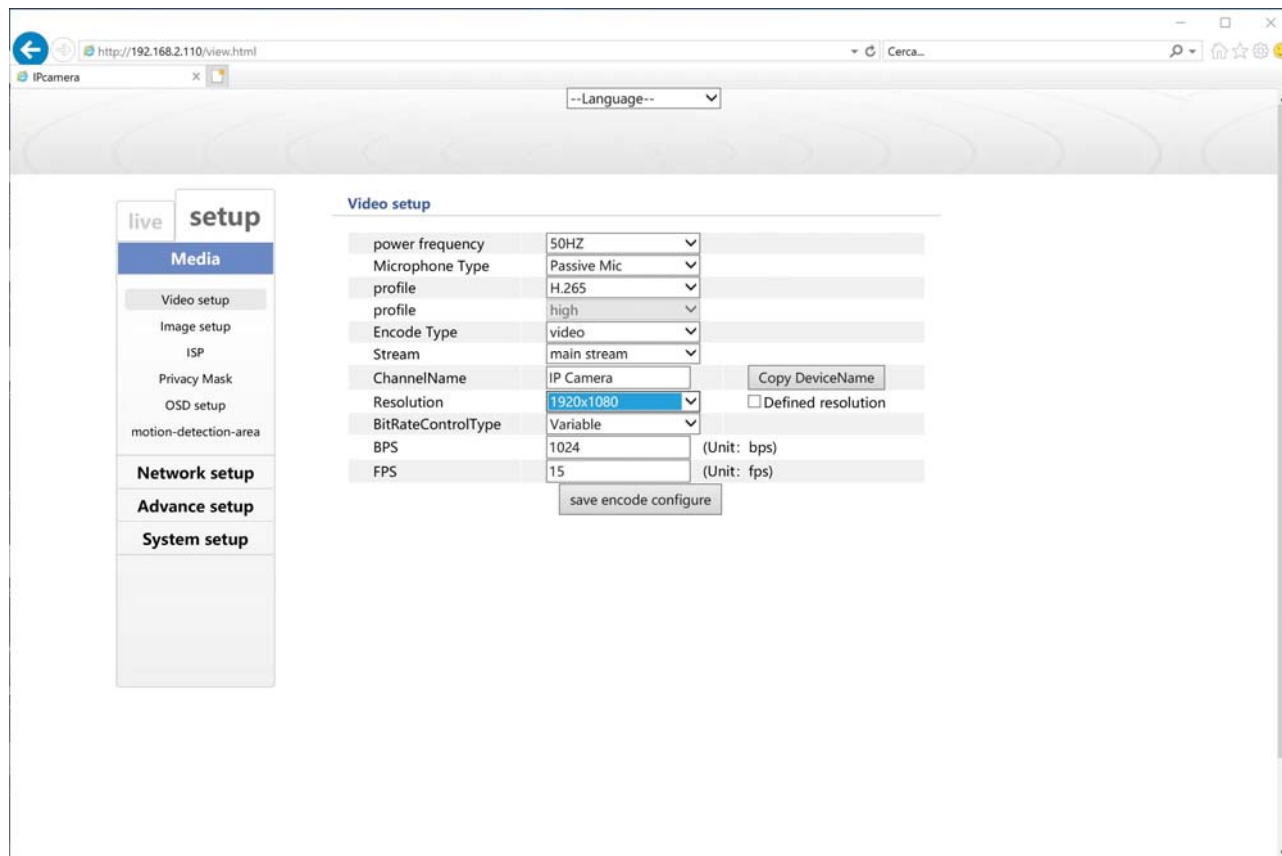 http://192.168.2.110/view.html
Cerca...
IPcamera
--Language--
live
setup
Media
Video setup
Image setup
ISP
Privacy Mask
OSD setup
motion-detection-area
Network setup
Advance setup
System setup
Video setup
power frequency 50HZ
Microphone Type Passive Mic
profile H.265
profile high
Encode Type video
Stream main stream
ChannelName IP Camera Copy DeviceName
Resolution 1920x1080 Defined resolution
BitRateControlType Variable
BPS 1024 (Unit: bps)
FPS 15 (Unit: fps)
save encode configure